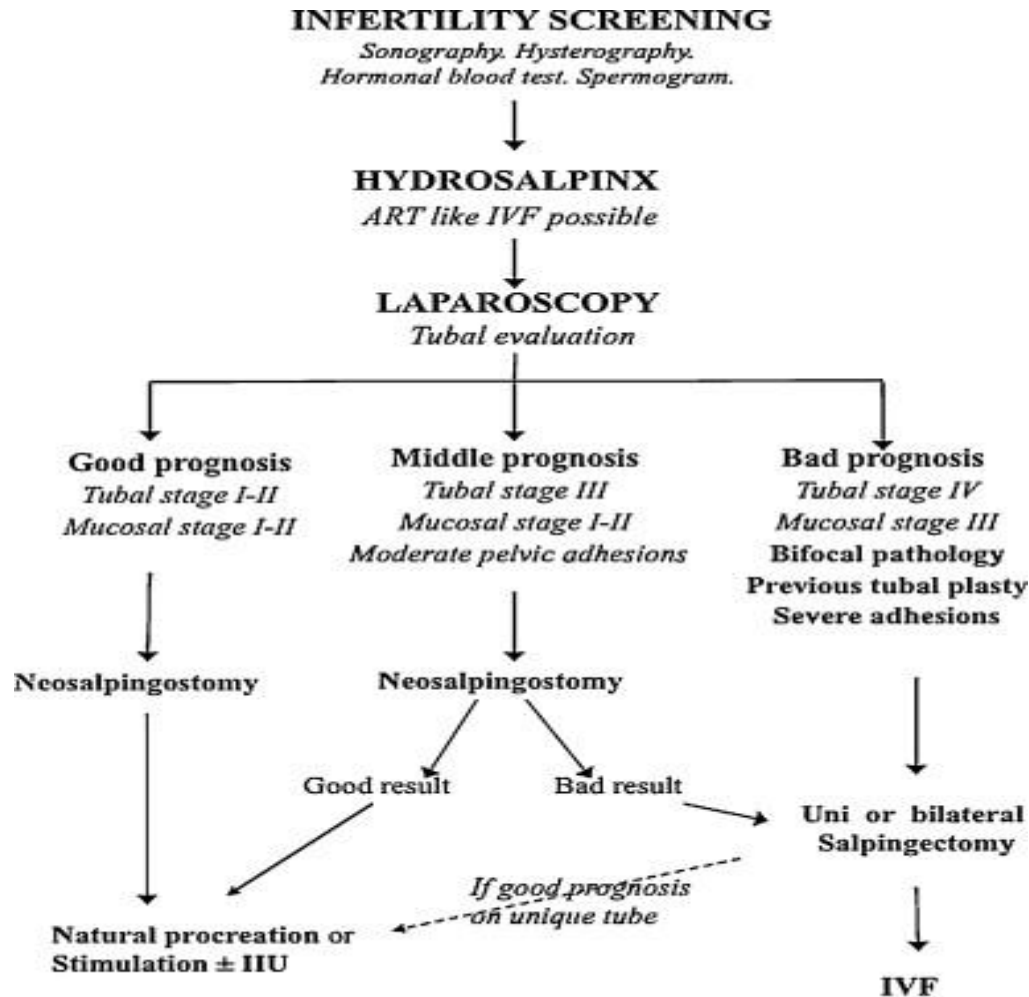 INFERTILITY SCREENING
Sonography. Hysterography.
Hormonal blood test. Spermogram.
HYDROSALPINX
ART like IVF possible
LAPAROSCOPY
Tubal evaluation
Good prognosis
Tubal stage I-II
Mucosal stage I-II
Middle prognosis
Tubal stage III
Mucosal stage I-II
Moderate pelvic adhesions
Bad prognosis
Tubal stage IV
Mucosal stage III
Bifocal pathology
Previous tubal plasty
Severe adhesions
Neosalpingostomy
Neosalpingostomy
Good result
Bad result
Uni or bilateral
Salpingectomy
If good prognosis
on unique tube
Natural procreation or
Stimulation ± IIU
IVF